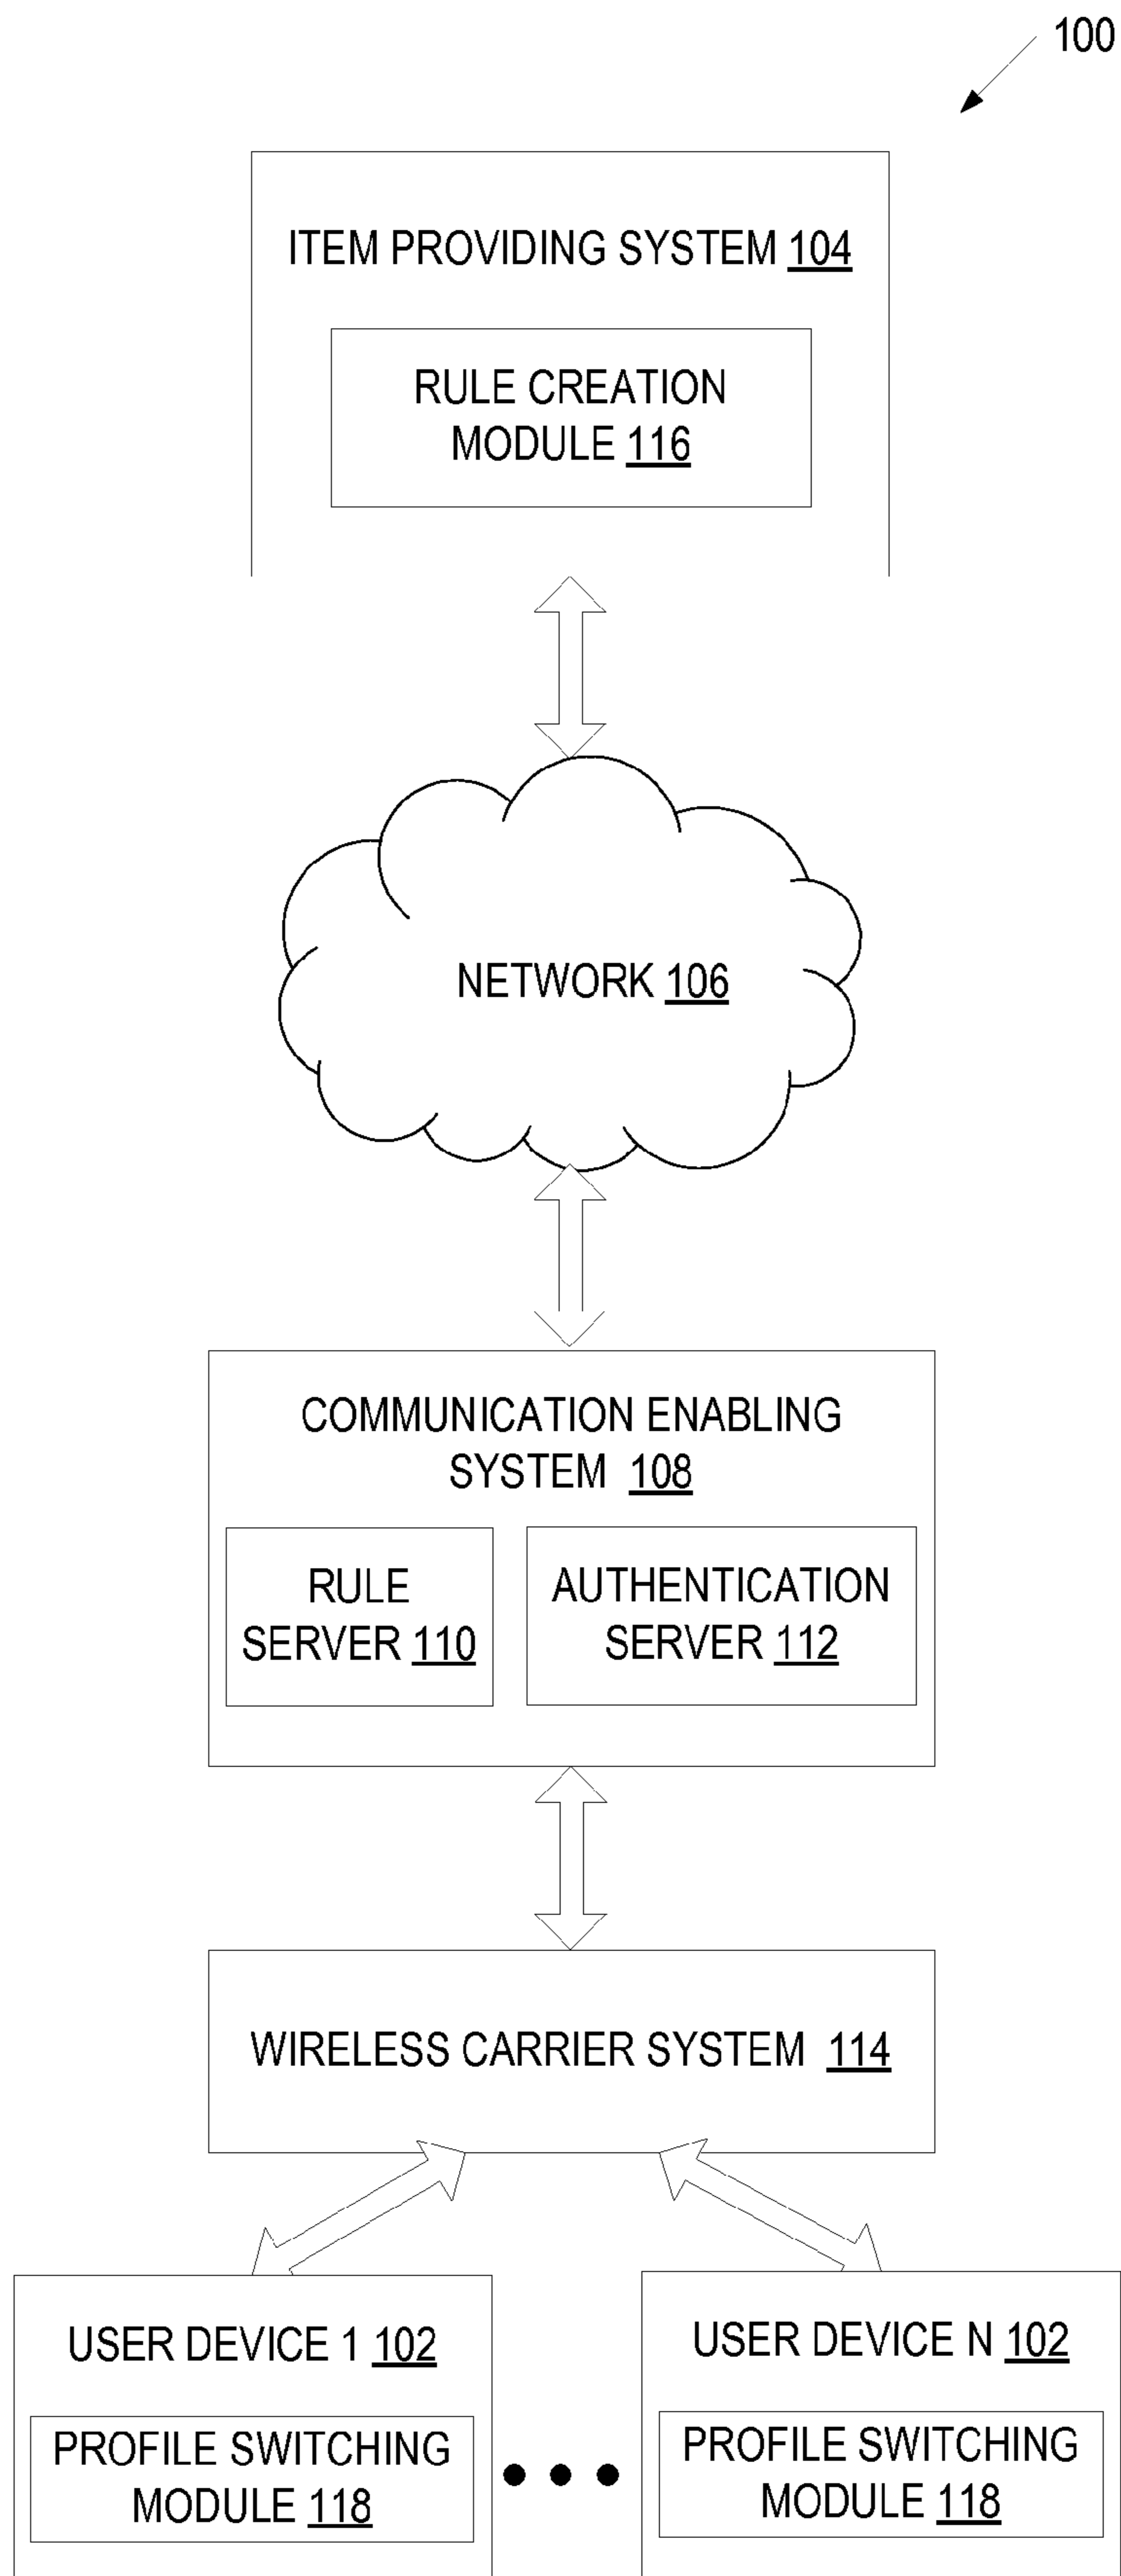 100
ITEM PROVIDING SYSTEM 104
RULE CREATION
MODULE 116
NETWORK 106
COMMUNICATION ENABLING
SYSTEM 108
RULE
SERVER 110
AUTHENTICATION
SERVER 112
WIRELESS CARRIER SYSTEM 114
USER DEVICE 1 102
PROFILE SWITCHING
MODULE 118
USER DEVICE N 102
PROFILE SWITCHING
MODULE 118